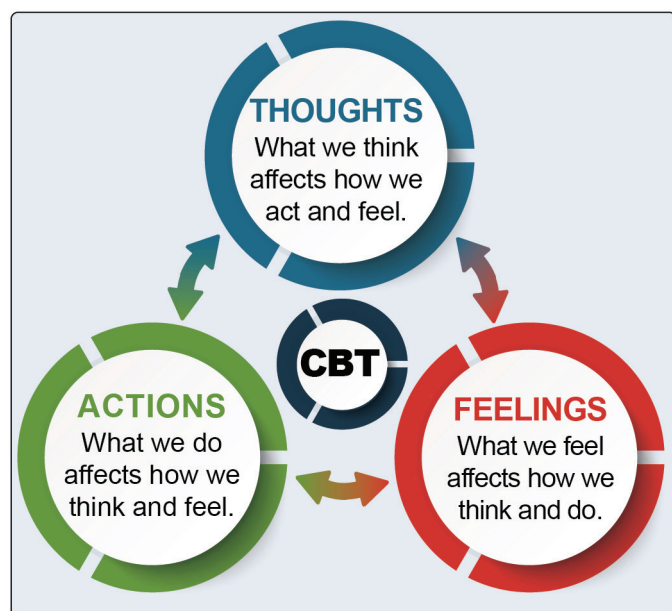 THOUGHTS
What we think
affects how we
act and feel.
CBT
ACTIONS
What we do
affects how we
think and feel.
FEELINGS
What we feel
affects how we
think and do.